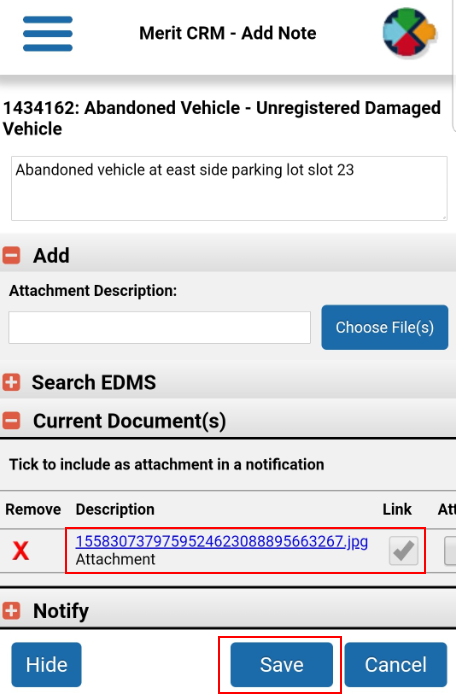 Merit CRM - Add Note
1434162: Abandoned Vehicle - Unregistered Damaged
Vehicle
Abandoned vehicle at east side parking lot slot 23
Add
Attachment Description:
Choose File(s)
Search EDMS
Current Document(s)
Tick to include as attachment in a notification
Remove Description Link Att
X 15583073797595246230888956632​67.jpg
Attachment
Notify
Hide Save Cancel